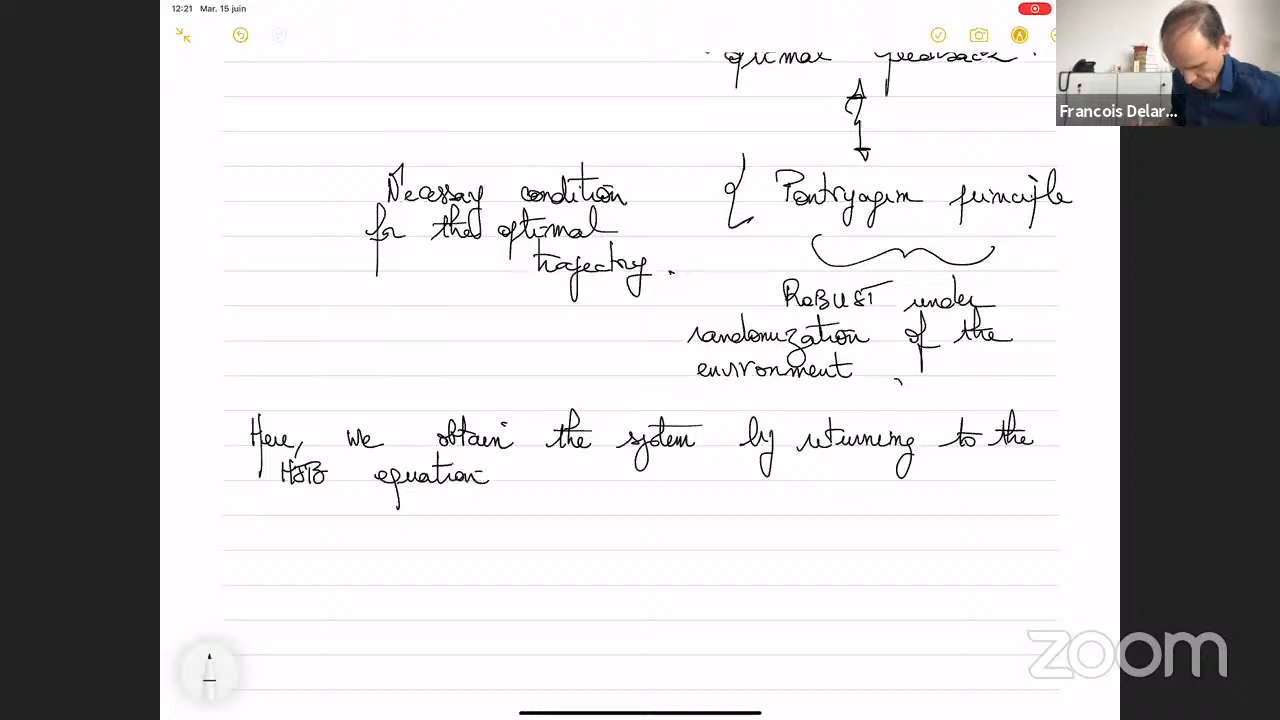 12:21 Mar. 15 juin
optimal feedback.
Francois Delar...
Necessay condition
for the optimal
trajectory.
Pontryagin principle
ROBUST under
randomization of the
environment
Here, we obtain the system by returning to the
HJB equation
zoom